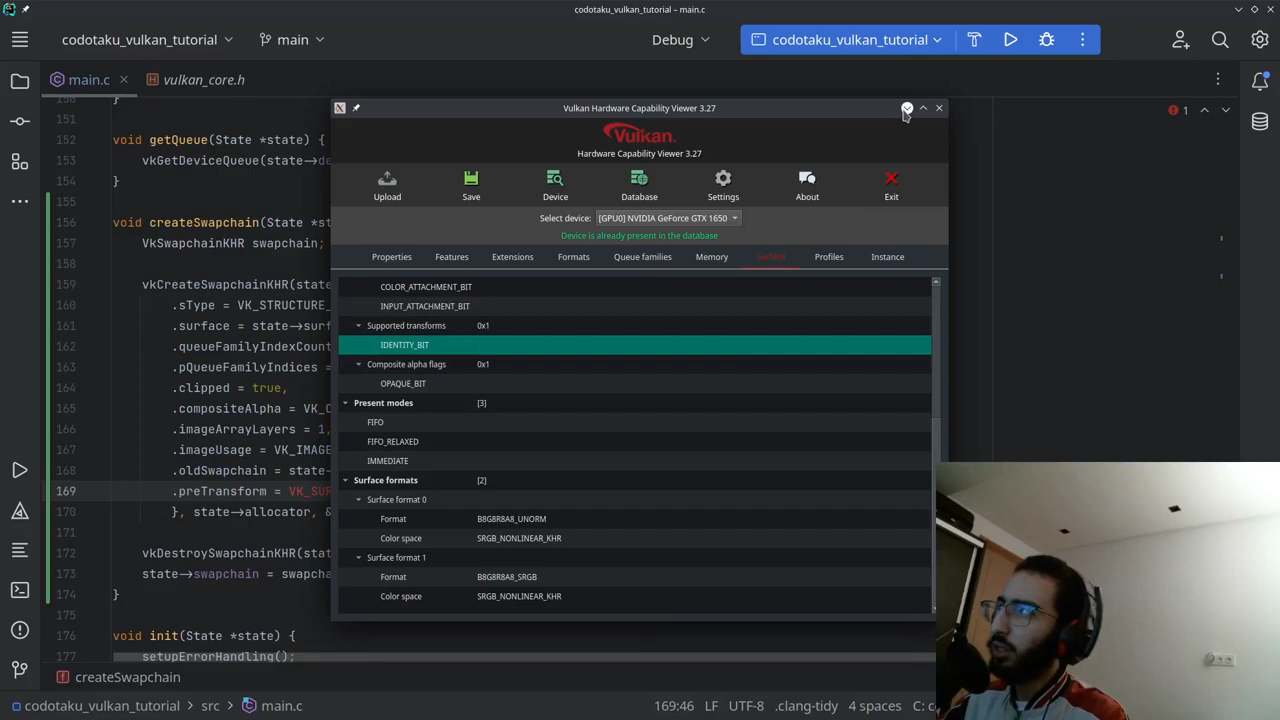 codotaku_vulkan_tutorial – main.c
codotaku_vulkan_tutorial
main
Debug
codotaku_vulkan_tutorial
main.c
vulkan_core.h
150
}
151
152 void getQueue(State *state) {
153 vkGetDeviceQueue(state->de
154 }
155
156 void createSwapchain(State *st
157 VkSwapchainKHR swapchain;
158
159 vkCreateSwapchainKHR(state
160 .sType = VK_STRUCTURE_
161 .surface = state->surf
162 .queueFamilyIndexCount
163 .pQueueFamilyIndices =
164 .clipped = true,
165 .compositeAlpha = VK_C
166 .imageArrayLayers = 1,
167 .imageUsage = VK_IMAGE
168 .oldSwapchain = state-
169 .preTransform = VK_SUR
170 }, state->allocator, &
171
172 vkDestroySwapchainKHR(stat
173 state->swapchain = swapcha
174 }
175
176 void init(State *state) {
177 setupErrorHandling();
1
Vulkan Hardware Capability Viewer 3.27
Vulkan.
Hardware Capability Viewer 3.27
Upload Save Device Database Settings About Exit
Select device: [GPU0] NVIDIA GeForce GTX 1650
Device is already present in the database
Properties Features Extensions Formats Queue families Memory Surface Profiles Instance
COLOR_ATTACHMENT_BIT
INPUT_ATTACHMENT_BIT
Supported transforms 0x1
IDENTITY_BIT
Composite alpha flags 0x1
OPAQUE_BIT
Present modes [3]
FIFO
FIFO_RELAXED
IMMEDIATE
Surface formats [2]
Surface format 0
Format B8G8R8A8_UNORM
Color space SRGB_NONLINEAR_KHR
Surface format 1
Format B8G8R8A8_SRGB
Color space SRGB_NONLINEAR_KHR
createSwapchain
codotaku_vulkan_tutorial > src > main.c
169:46 LF UTF-8 .clang-tidy 4 spaces C: c